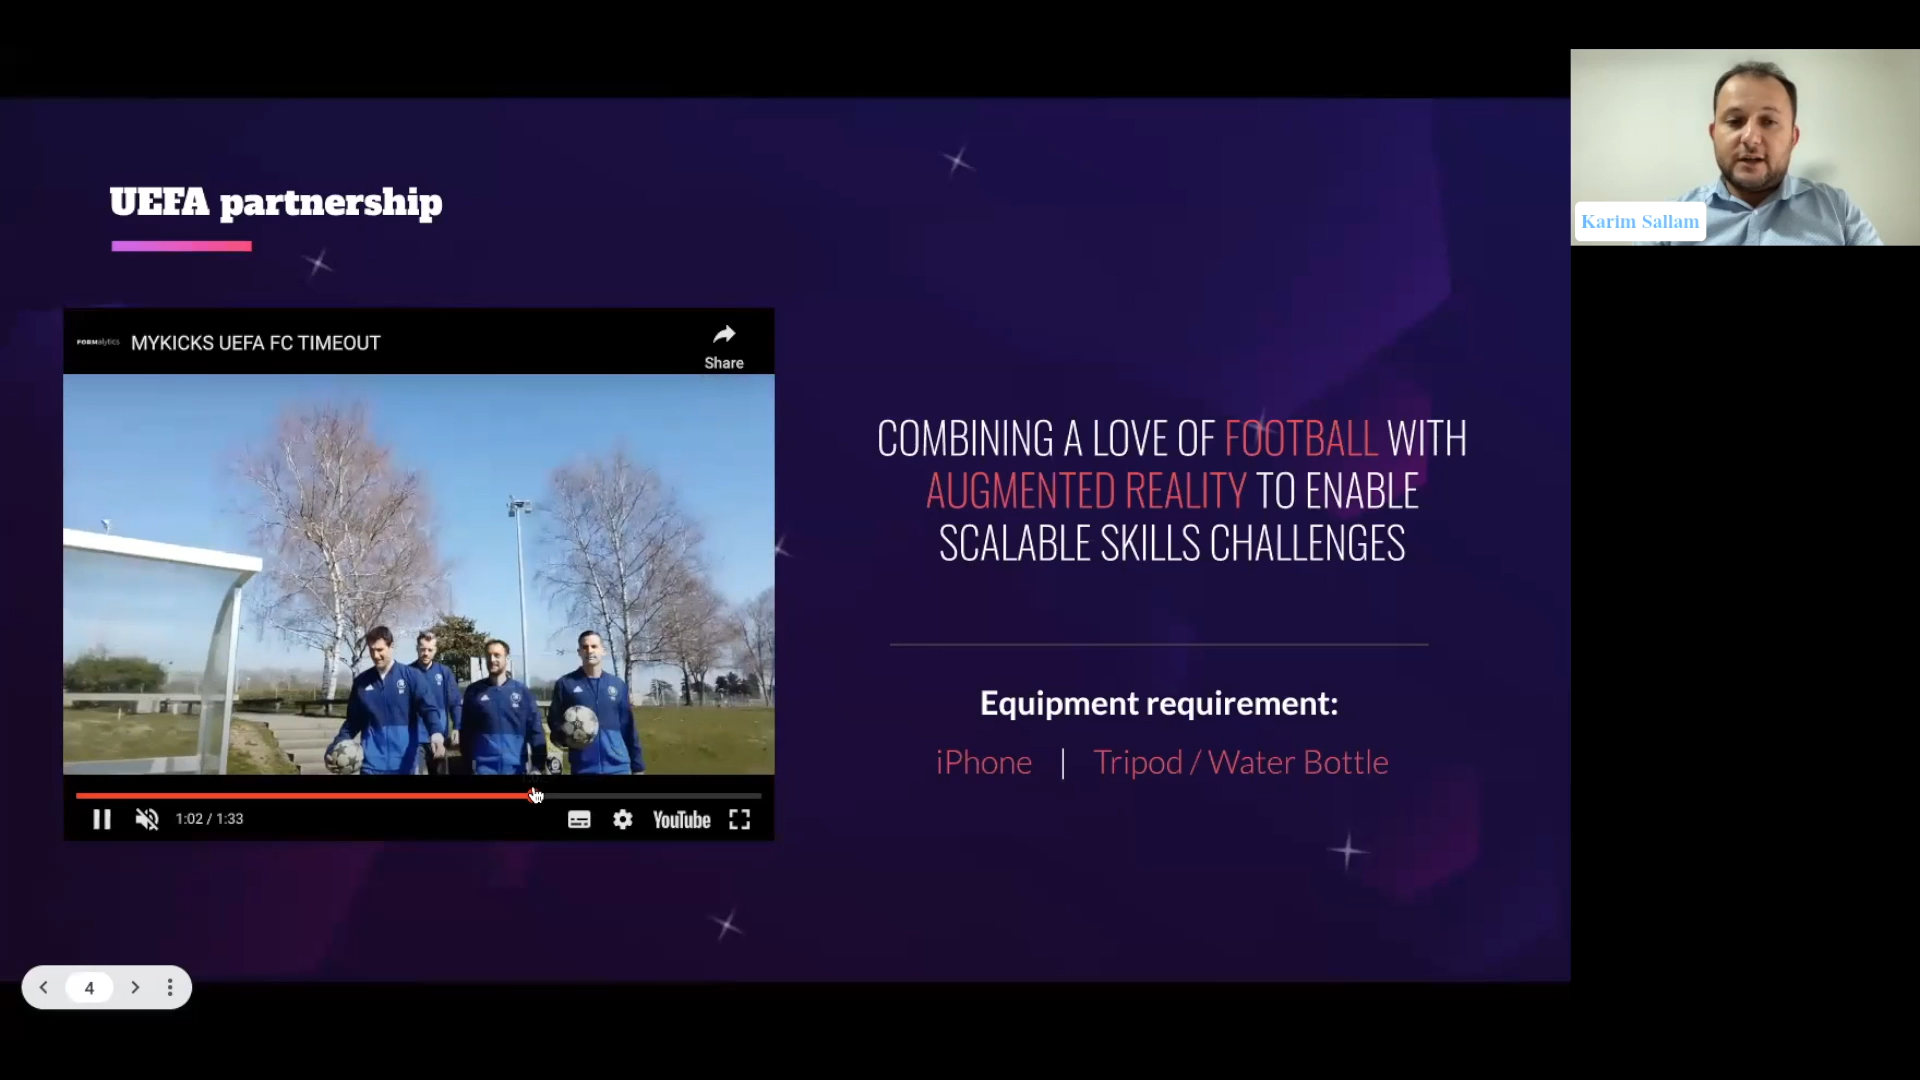 UEFA partnership
FORMalytics
MYKICKS UEFA FC TIMEOUT
Share
1:02 / 1:33
YouTube
COMBINING A LOVE OF FOOTBALL WITH
AUGMENTED REALITY TO ENABLE
SCALABLE SKILLS CHALLENGES
Equipment requirement:
iPhone | Tripod / Water Bottle
Karim Sallam
4